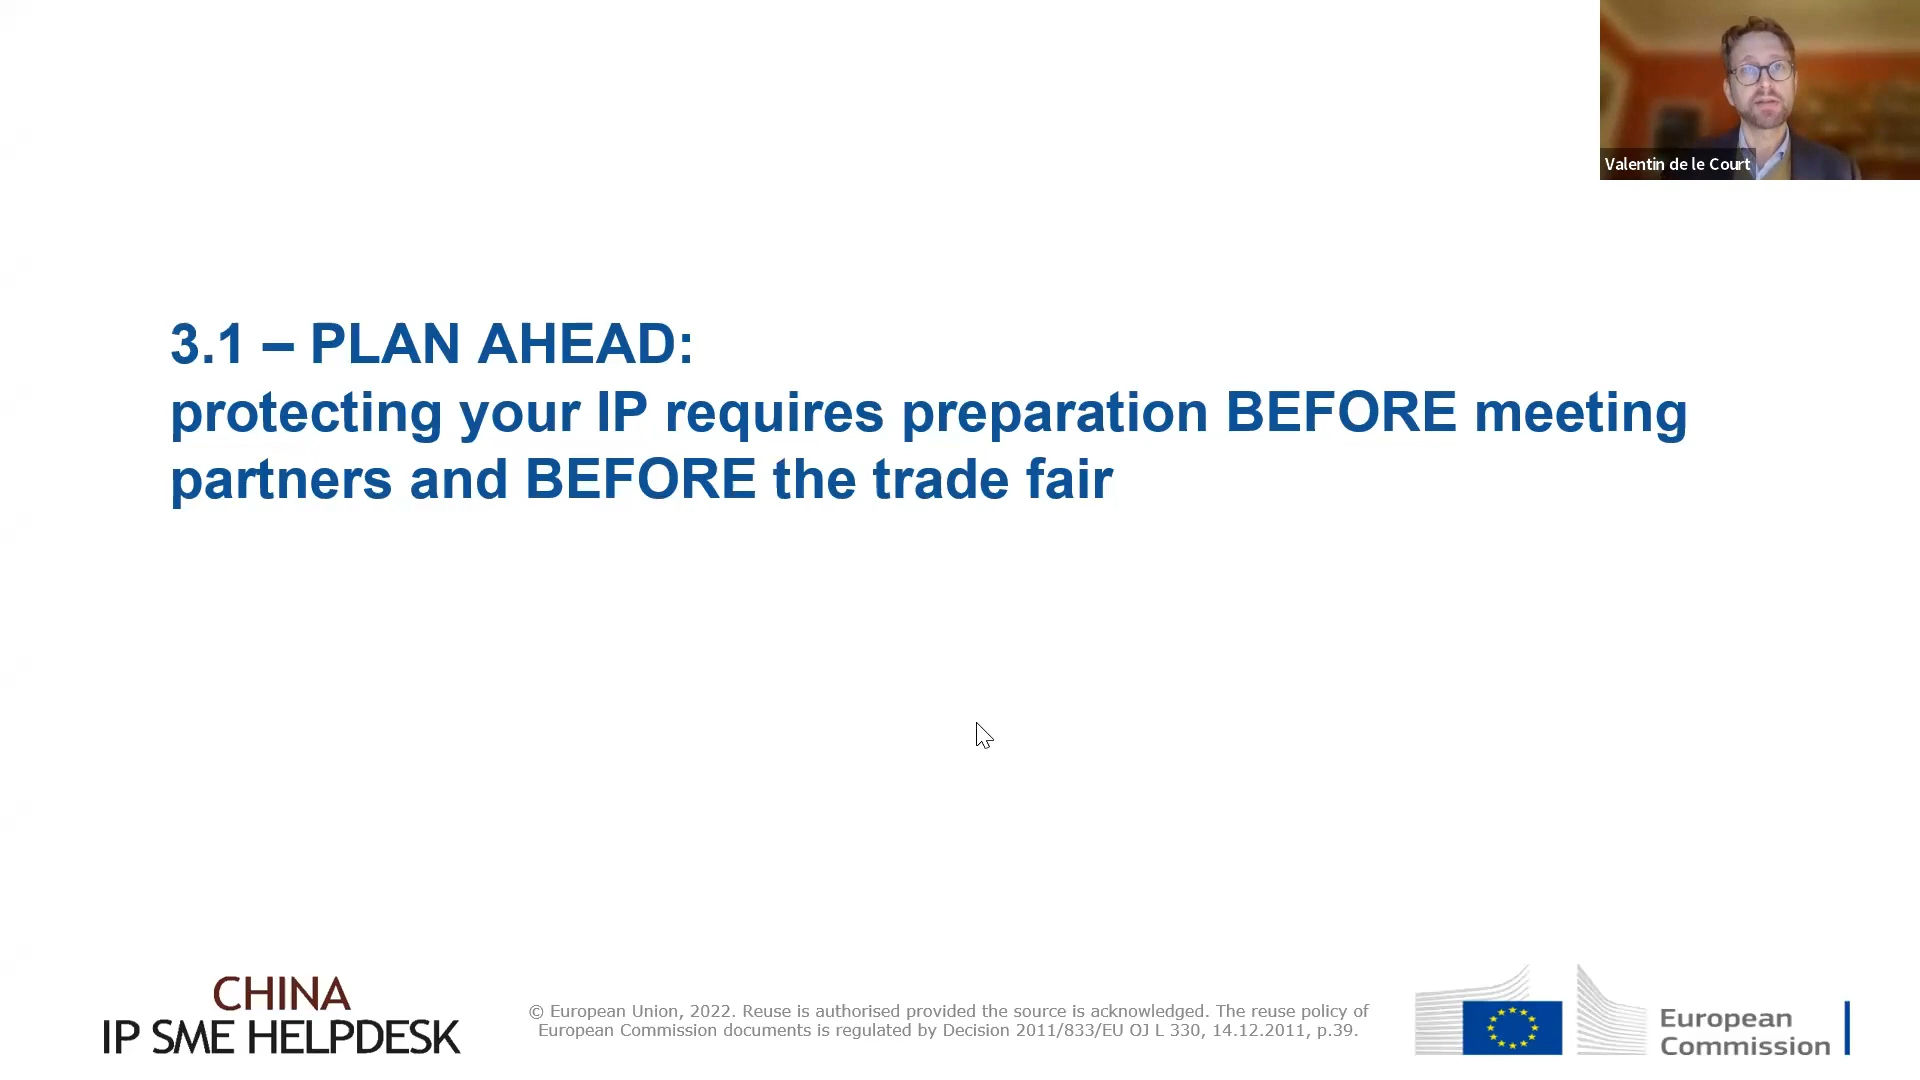 Valentin de le Court
3.1 – PLAN AHEAD:
protecting your IP requires preparation BEFORE meeting
partners and BEFORE the trade fair
CHINA
IP SME HELPDESK
© European Union, 2022. Reuse is authorised provided the source is acknowledged. The reuse policy of
European Commission documents is regulated by Decision 2011/833/EU OJ L 330, 14.12.2011, p.39.
European
Commission